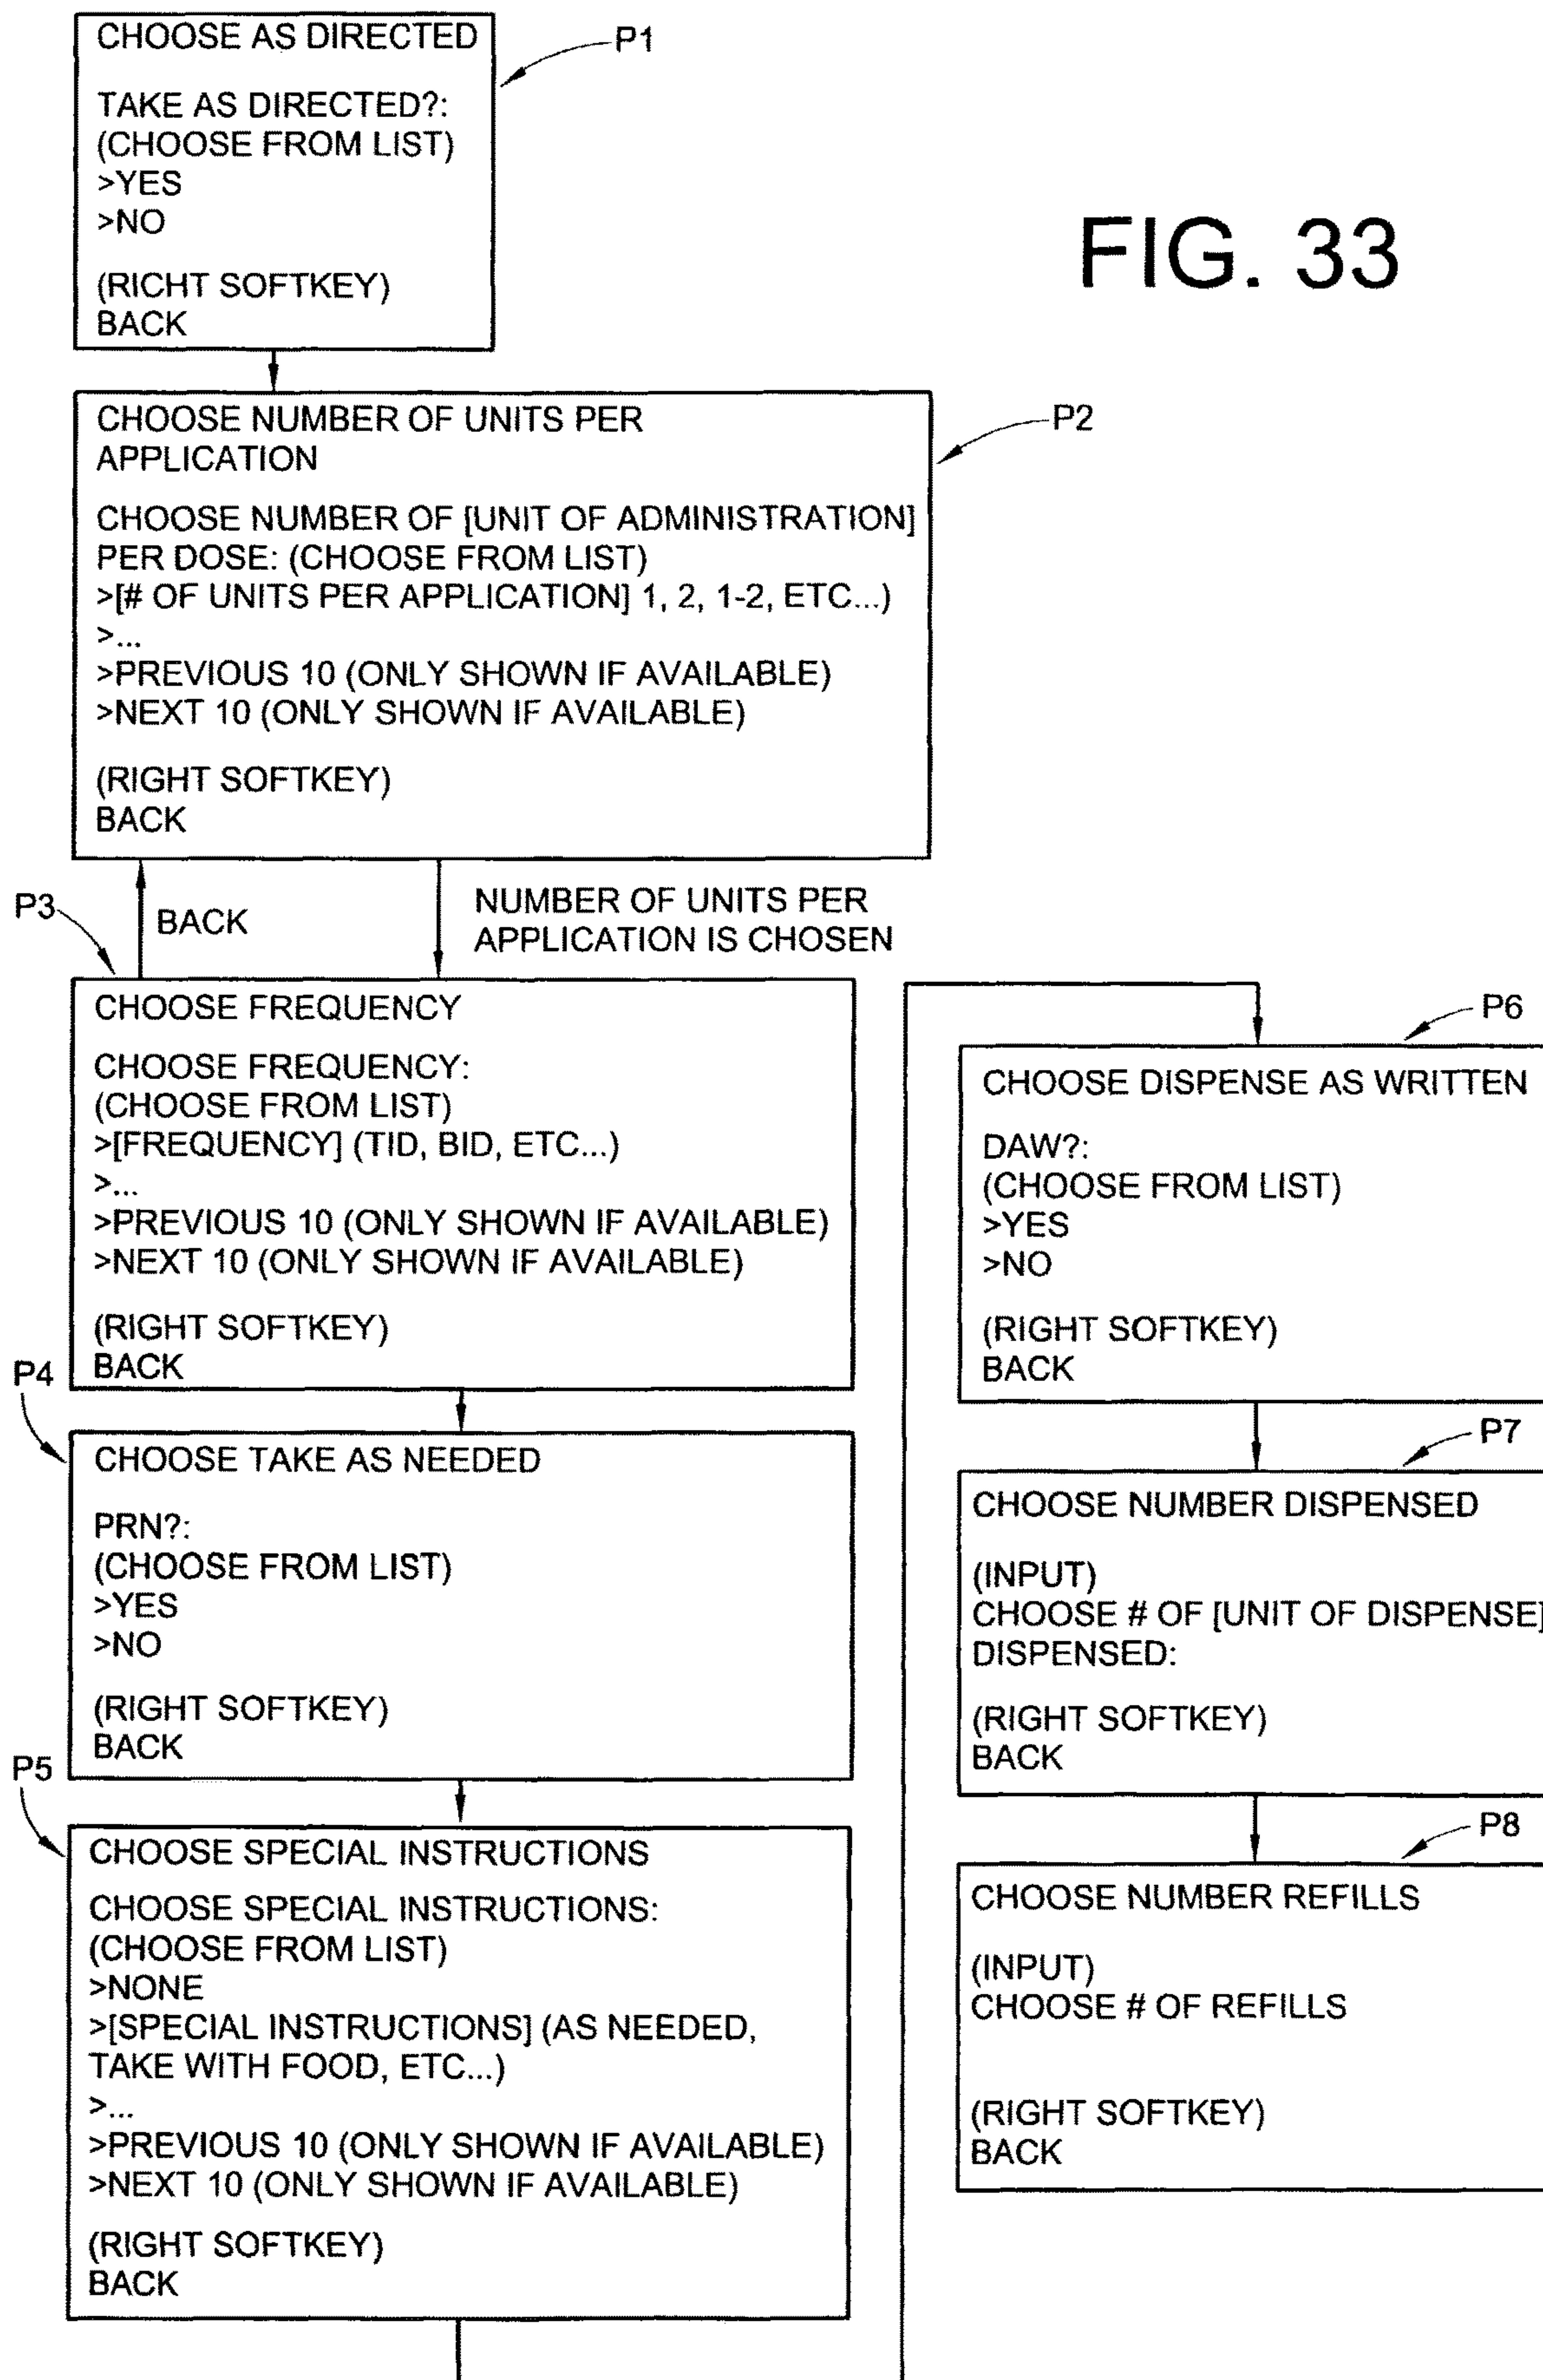 CHOOSE AS DIRECTED
TAKE AS DIRECTED?:
(CHOOSE FROM LIST)
>YES
>NO
(RICHT SOFTKEY)
BACK
P1
FIG. 33
CHOOSE NUMBER OF UNITS PER
APPLICATION
CHOOSE NUMBER OF [UNIT OF ADMINISTRATION]
PER DOSE: (CHOOSE FROM LIST)
>[# OF UNITS PER APPLICATION] 1, 2, 1-2, ETC...)
>...
>PREVIOUS 10 (ONLY SHOWN IF AVAILABLE)
>NEXT 10 (ONLY SHOWN IF AVAILABLE)
(RIGHT SOFTKEY)
BACK
P2
P3
BACK
NUMBER OF UNITS PER
APPLICATION IS CHOSEN
CHOOSE FREQUENCY
CHOOSE FREQUENCY:
(CHOOSE FROM LIST)
>[FREQUENCY] (TID, BID, ETC...)
>...
>PREVIOUS 10 (ONLY SHOWN IF AVAILABLE)
>NEXT 10 (ONLY SHOWN IF AVAILABLE)
(RIGHT SOFTKEY)
BACK
P4
CHOOSE TAKE AS NEEDED
PRN?:
(CHOOSE FROM LIST)
>YES
>NO
(RIGHT SOFTKEY)
BACK
P5
CHOOSE SPECIAL INSTRUCTIONS
CHOOSE SPECIAL INSTRUCTIONS:
(CHOOSE FROM LIST)
>NONE
>[SPECIAL INSTRUCTIONS] (AS NEEDED,
TAKE WITH FOOD, ETC...)
>...
>PREVIOUS 10 (ONLY SHOWN IF AVAILABLE)
>NEXT 10 (ONLY SHOWN IF AVAILABLE)
(RIGHT SOFTKEY)
BACK
P6
CHOOSE DISPENSE AS WRITTEN
DAW?:
(CHOOSE FROM LIST)
>YES
>NO
(RIGHT SOFTKEY)
BACK
P7
CHOOSE NUMBER DISPENSED
(INPUT)
CHOOSE # OF [UNIT OF DISPENSE]
DISPENSED:
(RIGHT SOFTKEY)
BACK
P8
CHOOSE NUMBER REFILLS
(INPUT)
CHOOSE # OF REFILLS
(RIGHT SOFTKEY)
BACK